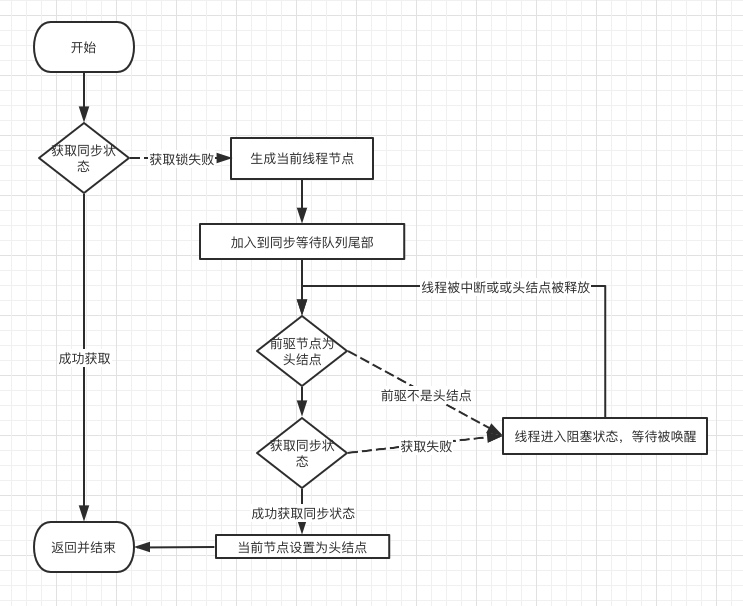 开始
获取同步状
态
获取锁失败
生成当前线程节点
加入到同步等待队列尾部
线程被中断或或头结点被释放
前驱节点为
头结点
成功获取
前驱不是头结点
线程进入阻塞状态，等待被唤醒
获取同步状
态
获取失败
成功获取同步状态
返回并结束
当前节点设置为头结点